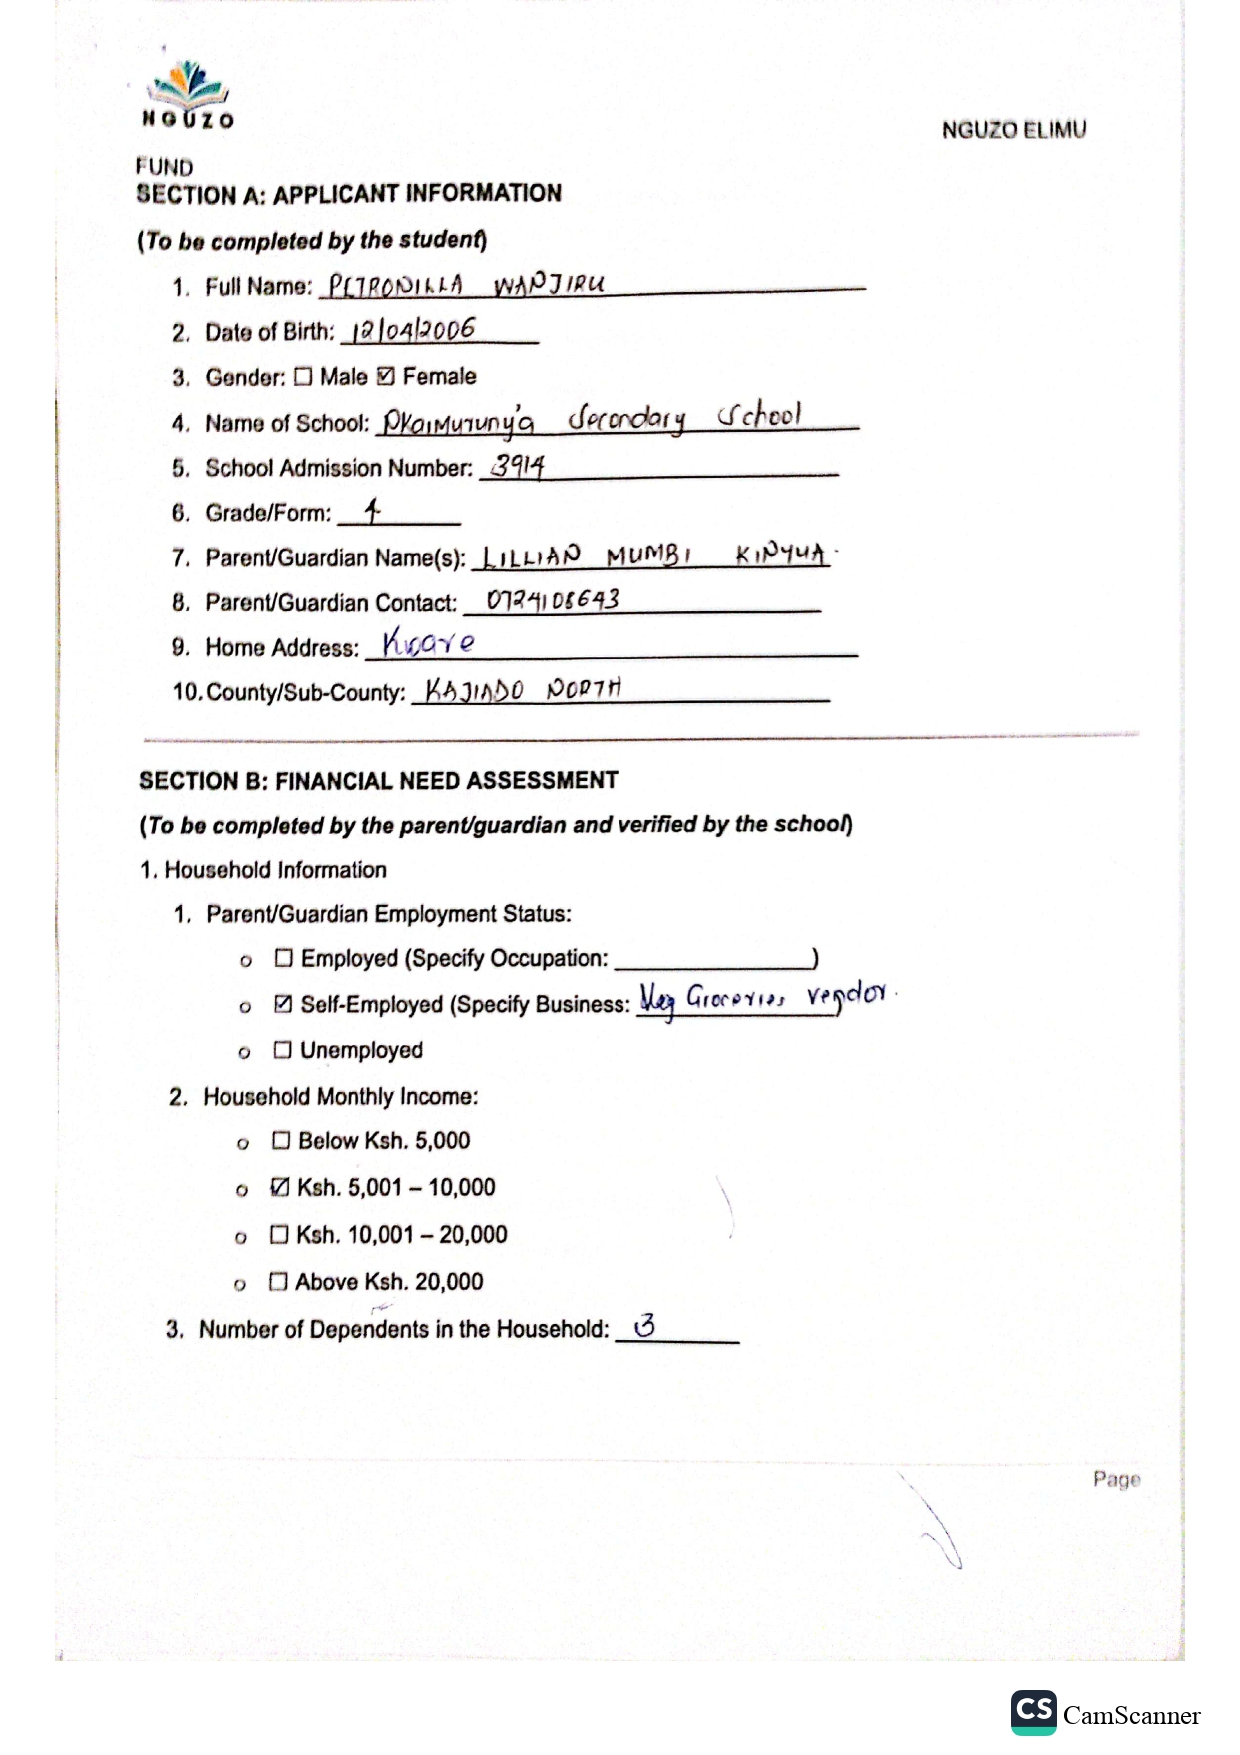 NGUZO
NGUZO ELIMU
FUND
SECTION A: APPLICANT INFORMATION
(To be completed by the student)
1. Full Name: PETRONILLA WANJIRU
2. Date of Birth: 12/04/2006
3. Gender: ☐ Male ☑ Female
4. Name of School: Secondary School
5. School Admission Number: 3914
6. Grade/Form: 4
7. Parent/Guardian Name(s): LILLIAN MUMBI KINYUA.
8. Parent/Guardian Contact: 0724108643
9. Home Address: Kware
10. County/Sub-County: KAJIADO NORTH
SECTION B: FINANCIAL NEED ASSESSMENT
(To be completed by the parent/guardian and verified by the school)
1. Household Information
1. Parent/Guardian Employment Status:
o ☐ Employed (Specify Occupation: ____________)
o ☑ Self-Employed (Specify Business: Veg Groceries vendor.
o ☐ Unemployed
2. Household Monthly Income:
o ☐ Below Ksh. 5,000
o ☑ Ksh. 5,001 – 10,000
o ☐ Ksh. 10,001 – 20,000
o ☐ Above Ksh. 20,000
3. Number of Dependents in the Household: 3
Page
CS CamScanner